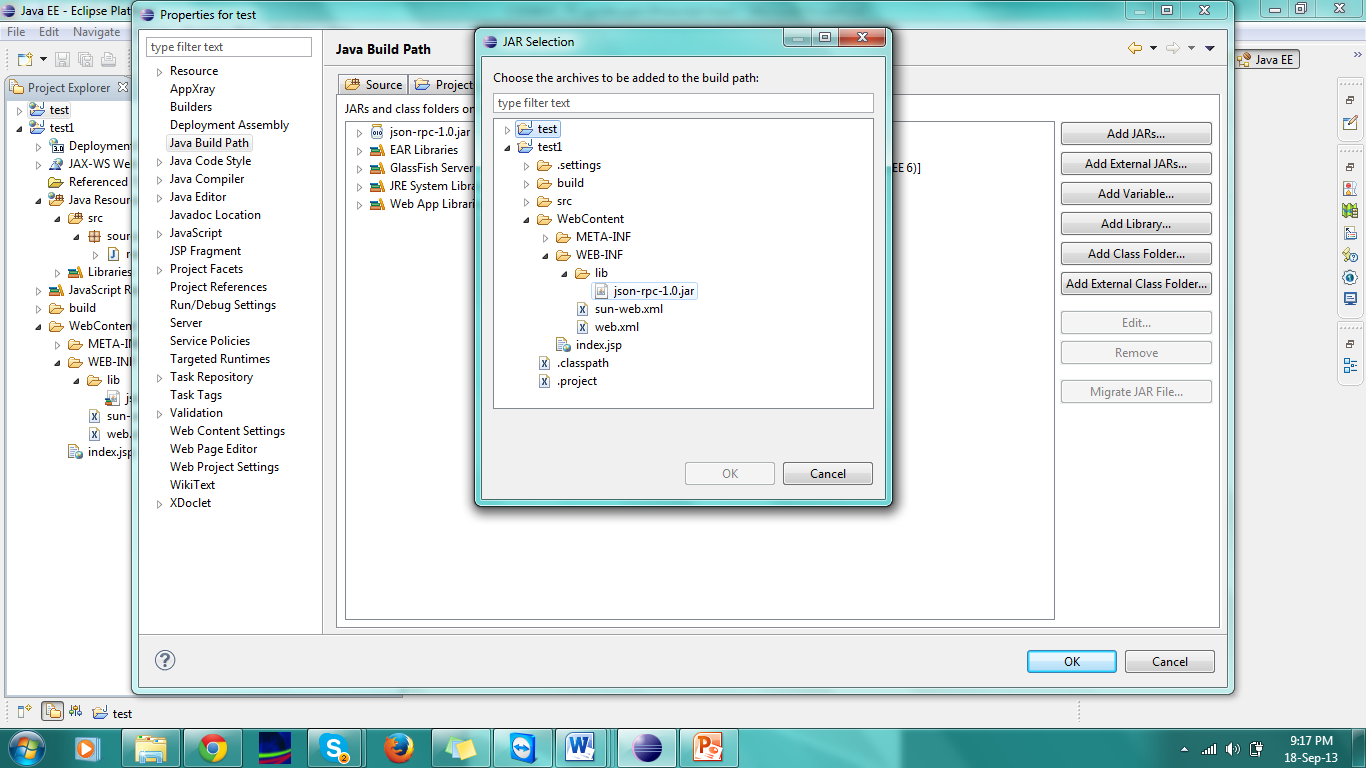 Java EE - Eclipse Plat
File Edit Navigate
Project Explorer
test
test1
Deploymen
JAX-WS We
Referenced
Java Resour
src
sour
Libraries
JavaScript R
build
WebContent
META-I
WEB-IN
lib
js
sun-
web.
index.jsp
test
Properties for test
type filter text
Resource
AppXray
Builders
Deployment Assembly
Java Build Path
Java Code Style
Java Compiler
Java Editor
Javadoc Location
JavaScript
JSP Fragment
Project Facets
Project References
Run/Debug Settings
Server
Service Policies
Targeted Runtimes
Task Repository
Task Tags
Validation
Web Content Settings
Web Page Editor
Web Project Settings
WikiText
XDoclet
Java Build Path
Source Project
JARs and class folders on
json-rpc-1.0.jar
EAR Libraries
GlassFish Server EE 6)]
JRE System Libra
Web App Librari
Add JARs...
Add External JARs...
Add Variable...
Add Library...
Add Class Folder...
Add External Class Folder...
Edit...
Remove
Migrate JAR File...
OK Cancel
JAR Selection
Choose the archives to be added to the build path:
type filter text
test
test1
.settings
build
src
WebContent
META-INF
WEB-INF
lib
json-rpc-1.0.jar
sun-web.xml
web.xml
index.jsp
.classpath
.project
OK Cancel
Java EE
9:17 PM
18-Sep-13